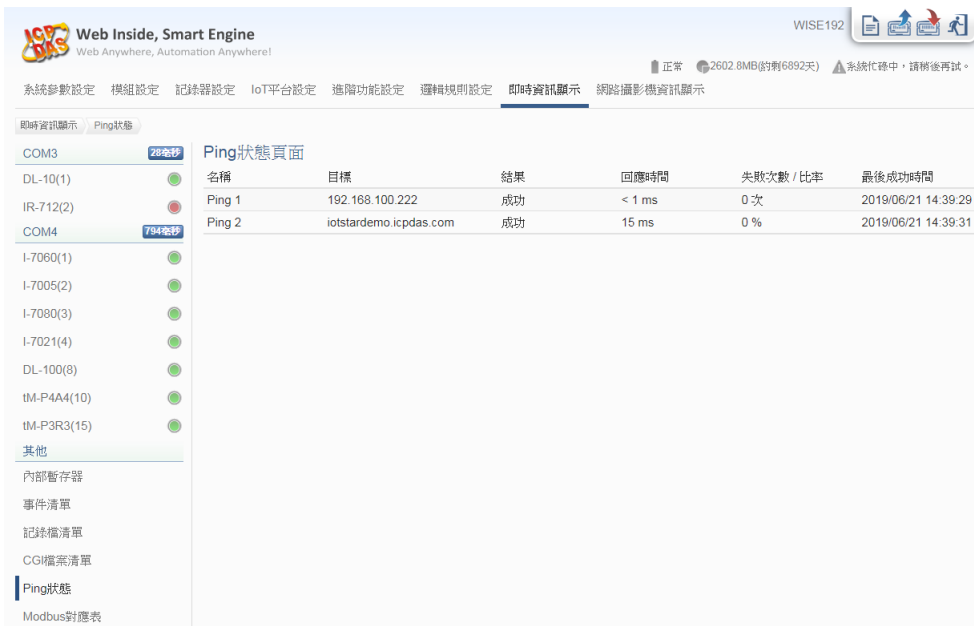 ICP DAS
Web Inside, Smart Engine
Web Anywhere, Automation Anywhere!
WISE192
正常 2602.8MB(約剩6892天) 系統忙碌中，請稍後再試。
系統參數設定 模組設定 記錄器設定 IoT平台設定 進階功能設定 邏輯規則設定 即時資訊顯示 網路攝影機資訊顯示
即時資訊顯示 Ping狀態
COM3 28毫秒
DL-10(1)
IR-712(2)
COM4 794毫秒
I-7060(1)
I-7005(2)
I-7080(3)
I-7021(4)
DL-100(8)
tM-P4A4(10)
tM-P3R3(15)
其他
內部暫存器
事件清單
記錄檔清單
CGI檔案清單
Ping狀態
Modbus對應表
Ping狀態頁面
名稱 目標 結果 回應時間 失敗次數 / 比率 最後成功時間
Ping 1 192.168.100.222 成功 < 1 ms 0 次 2019/06/21 14:39:29
Ping 2 iotstardemo.icpdas.com 成功 15 ms 0 % 2019/06/21 14:39:31